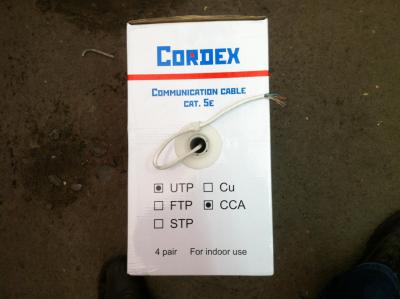 CORDEX
COMMUNICATION CABLE
CAT. 5E
UTP Cu
FTP CCA
STP
4 pair For indoor use